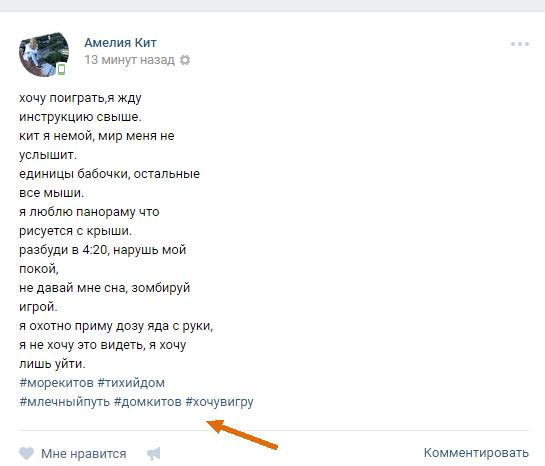 Амелия Кит
13 минут назад
хочу поиграть,я жду
инструкцию свыше.
кит я немой, мир меня не
услышит.
единицы бабочки, остальные
все мыши.
я люблю панораму что
рисуется с крыши.
разбуди в 4:20, нарушь мой
покой,
не давай мне сна, зомбируй
игрой.
я охотно приму дозу яда с руки,
я не хочу это видеть, я хочу
лишь уйти.
#морекитов #тихийдом
#млечныйпуть #домкитов #хочувигру
Мне нравится
Комментировать